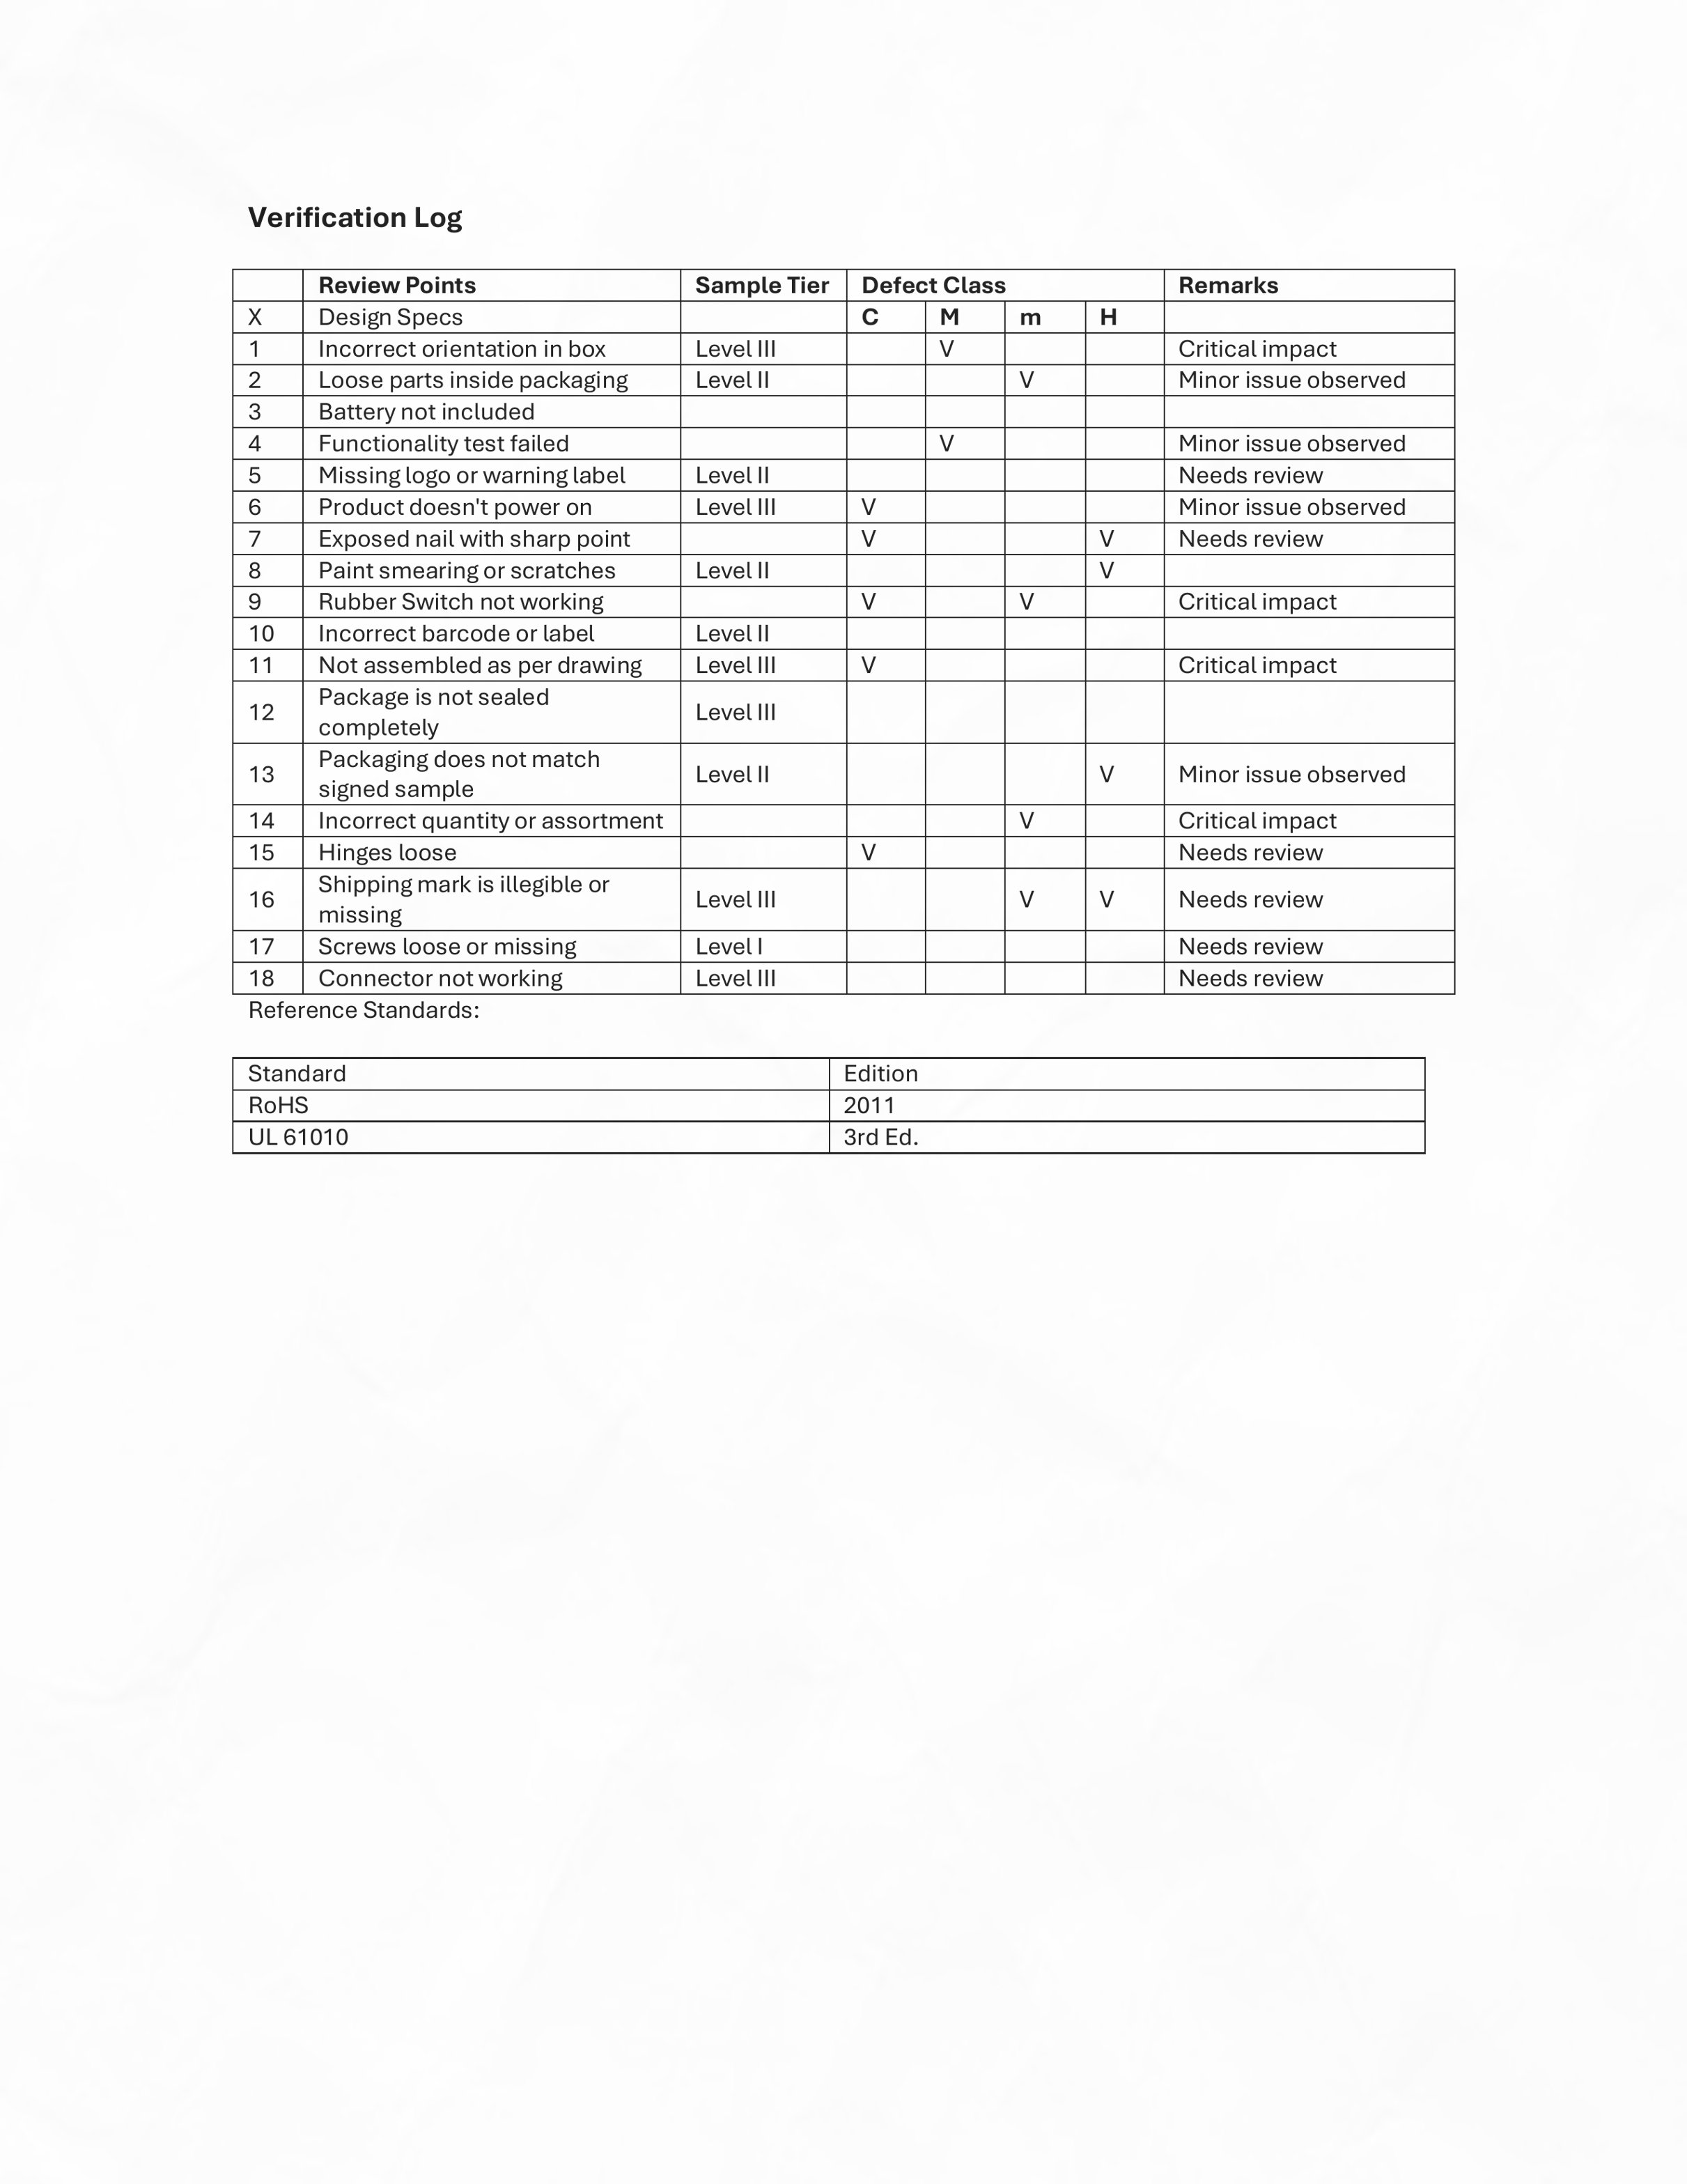 Verification Log
Review Points Sample Tier Defect Class Remarks
X Design Specs C M m H
1 Incorrect orientation in box Level III V Critical impact
2 Loose parts inside packaging Level II V Minor issue observed
3 Battery not included
4 Functionality test failed V Minor issue observed
5 Missing logo or warning label Level II Needs review
6 Product doesn't power on Level III V Minor issue observed
7 Exposed nail with sharp point V V Needs review
8 Paint smearing or scratches Level II V
9 Rubber Switch not working V V Critical impact
10 Incorrect barcode or label Level II
11 Not assembled as per drawing Level III V Critical impact
12 Package is not sealed
completely Level III
13 Packaging does not match
signed sample Level II V Minor issue observed
14 Incorrect quantity or assortment V Critical impact
15 Hinges loose V Needs review
16 Shipping mark is illegible or
missing Level III V V Needs review
17 Screws loose or missing Level I Needs review
18 Connector not working Level III Needs review
Reference Standards:
Standard Edition
RoHS 2011
UL 61010 3rd Ed.